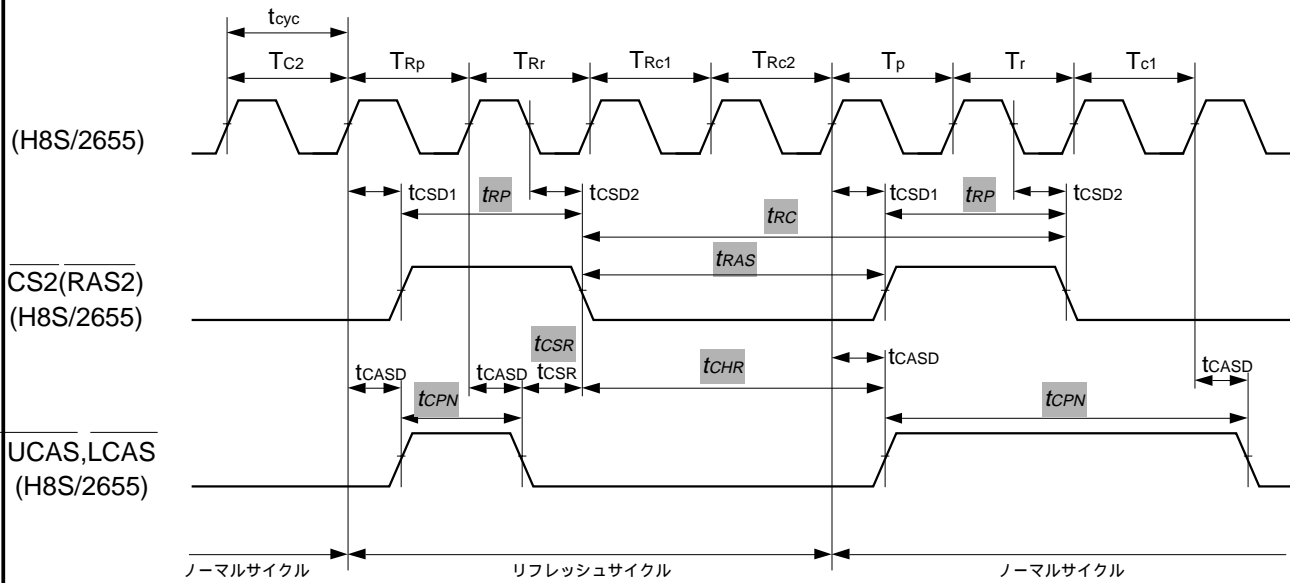 tcyc
TC2 TRp TRr TRc1 TRc2 Tp Tr Tc1
(H8S/2655)
tCSD1 tRP tCSD2 tCSD1 tRP tCSD2
tRC
tRAS
CS2(RAS2)
(H8S/2655)
tCSR
tCASD tCASD tCSR tCHR tCASD tCASD
tCPN tCPN
UCAS,LCAS
(H8S/2655)
ノーマルサイクル リフレッシュサイクル ノーマルサイクル